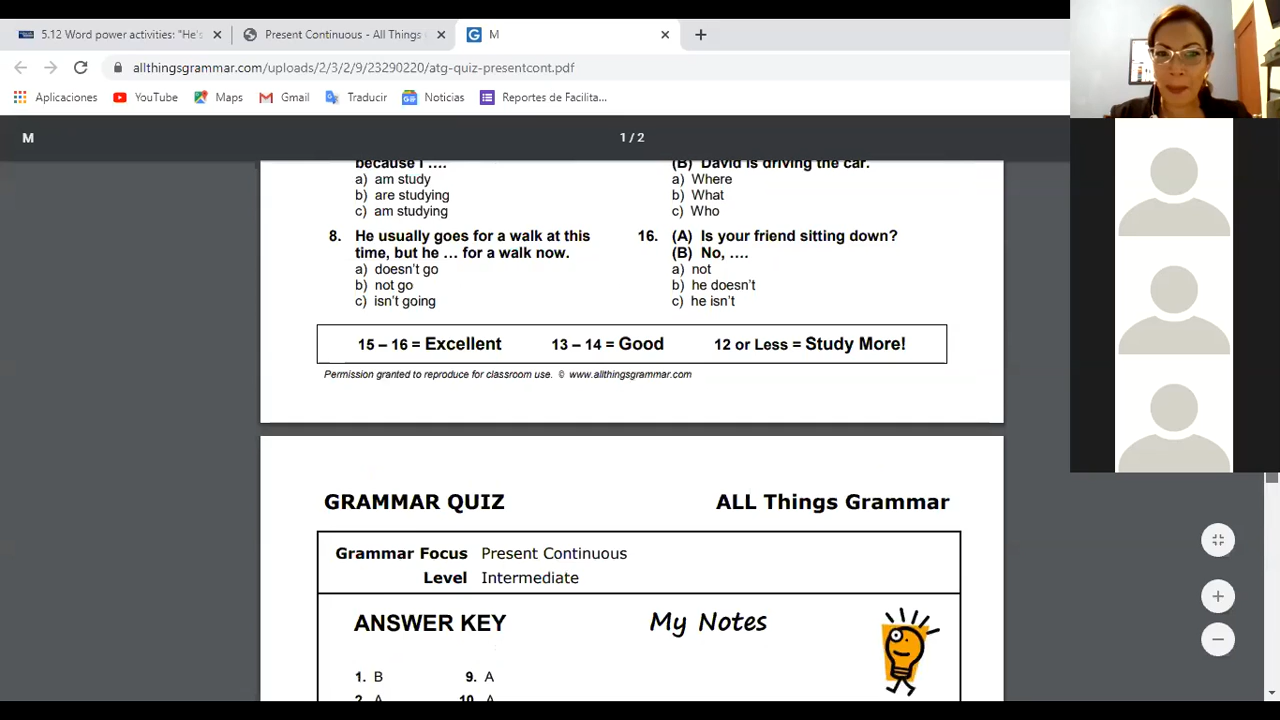 5.12 Word power activities: "He's
Present Continuous - All Things
M
allthingsgrammar.com/uploads/2/3/2/9/23290220/atg-quiz-presentcont.pdf
Aplicaciones
YouTube
Maps
Gmail
Traducir
Noticias
Reportes de Facilita...
M
1 / 2
because I ....
a) am study
b) are studying
c) am studying
8. He usually goes for a walk at this
time, but he ... for a walk now.
a) doesn't go
b) not go
c) isn't going
(B) David is driving the car.
a) Where
b) What
c) Who
16. (A) Is your friend sitting down?
(B) No, ....
a) not
b) he doesn't
c) he isn't
15 – 16 = Excellent 13 – 14 = Good 12 or Less = Study More!
Permission granted to reproduce for classroom use. © www.allthingsgrammar.com
GRAMMAR QUIZ ALL Things Grammar
Grammar Focus Present Continuous
Level Intermediate
ANSWER KEY My Notes
1. B 9. A
2. A 10. A